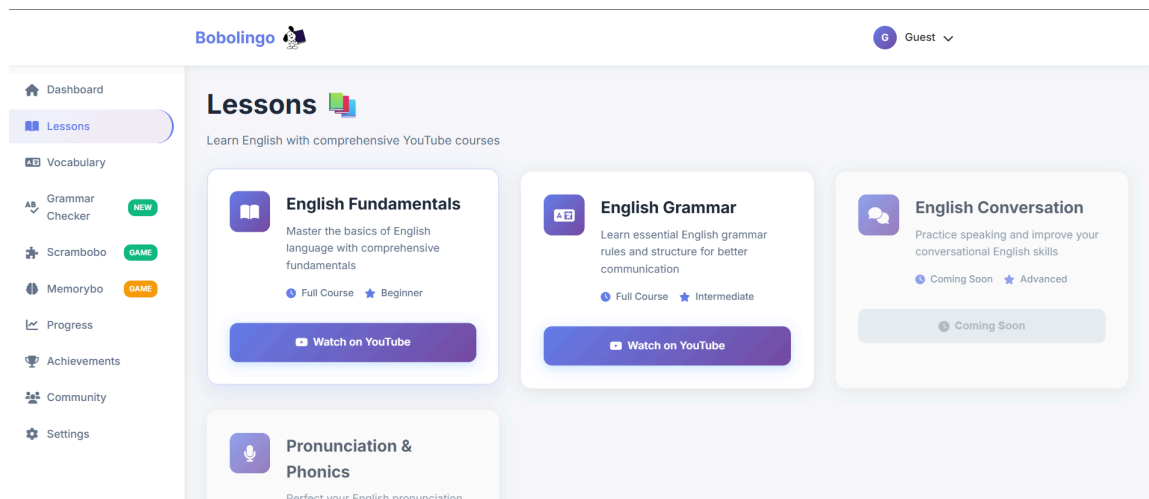 Bobolingo
G Guest
Dashboard
Lessons
Vocabulary
Grammar
Checker
NEW
Scrambobo GAME
Memorybo GAME
Progress
Achievements
Community
Settings
Lessons
Learn English with comprehensive YouTube courses
English Fundamentals
Master the basics of English
language with comprehensive
fundamentals
Full Course Beginner
Watch on YouTube
English Grammar
Learn essential English grammar
rules and structure for better
communication
Full Course Intermediate
Watch on YouTube
English Conversation
Practice speaking and improve your
conversational English skills
Coming Soon Advanced
Coming Soon
Pronunciation &
Phonics
Perfect your English pronunciation